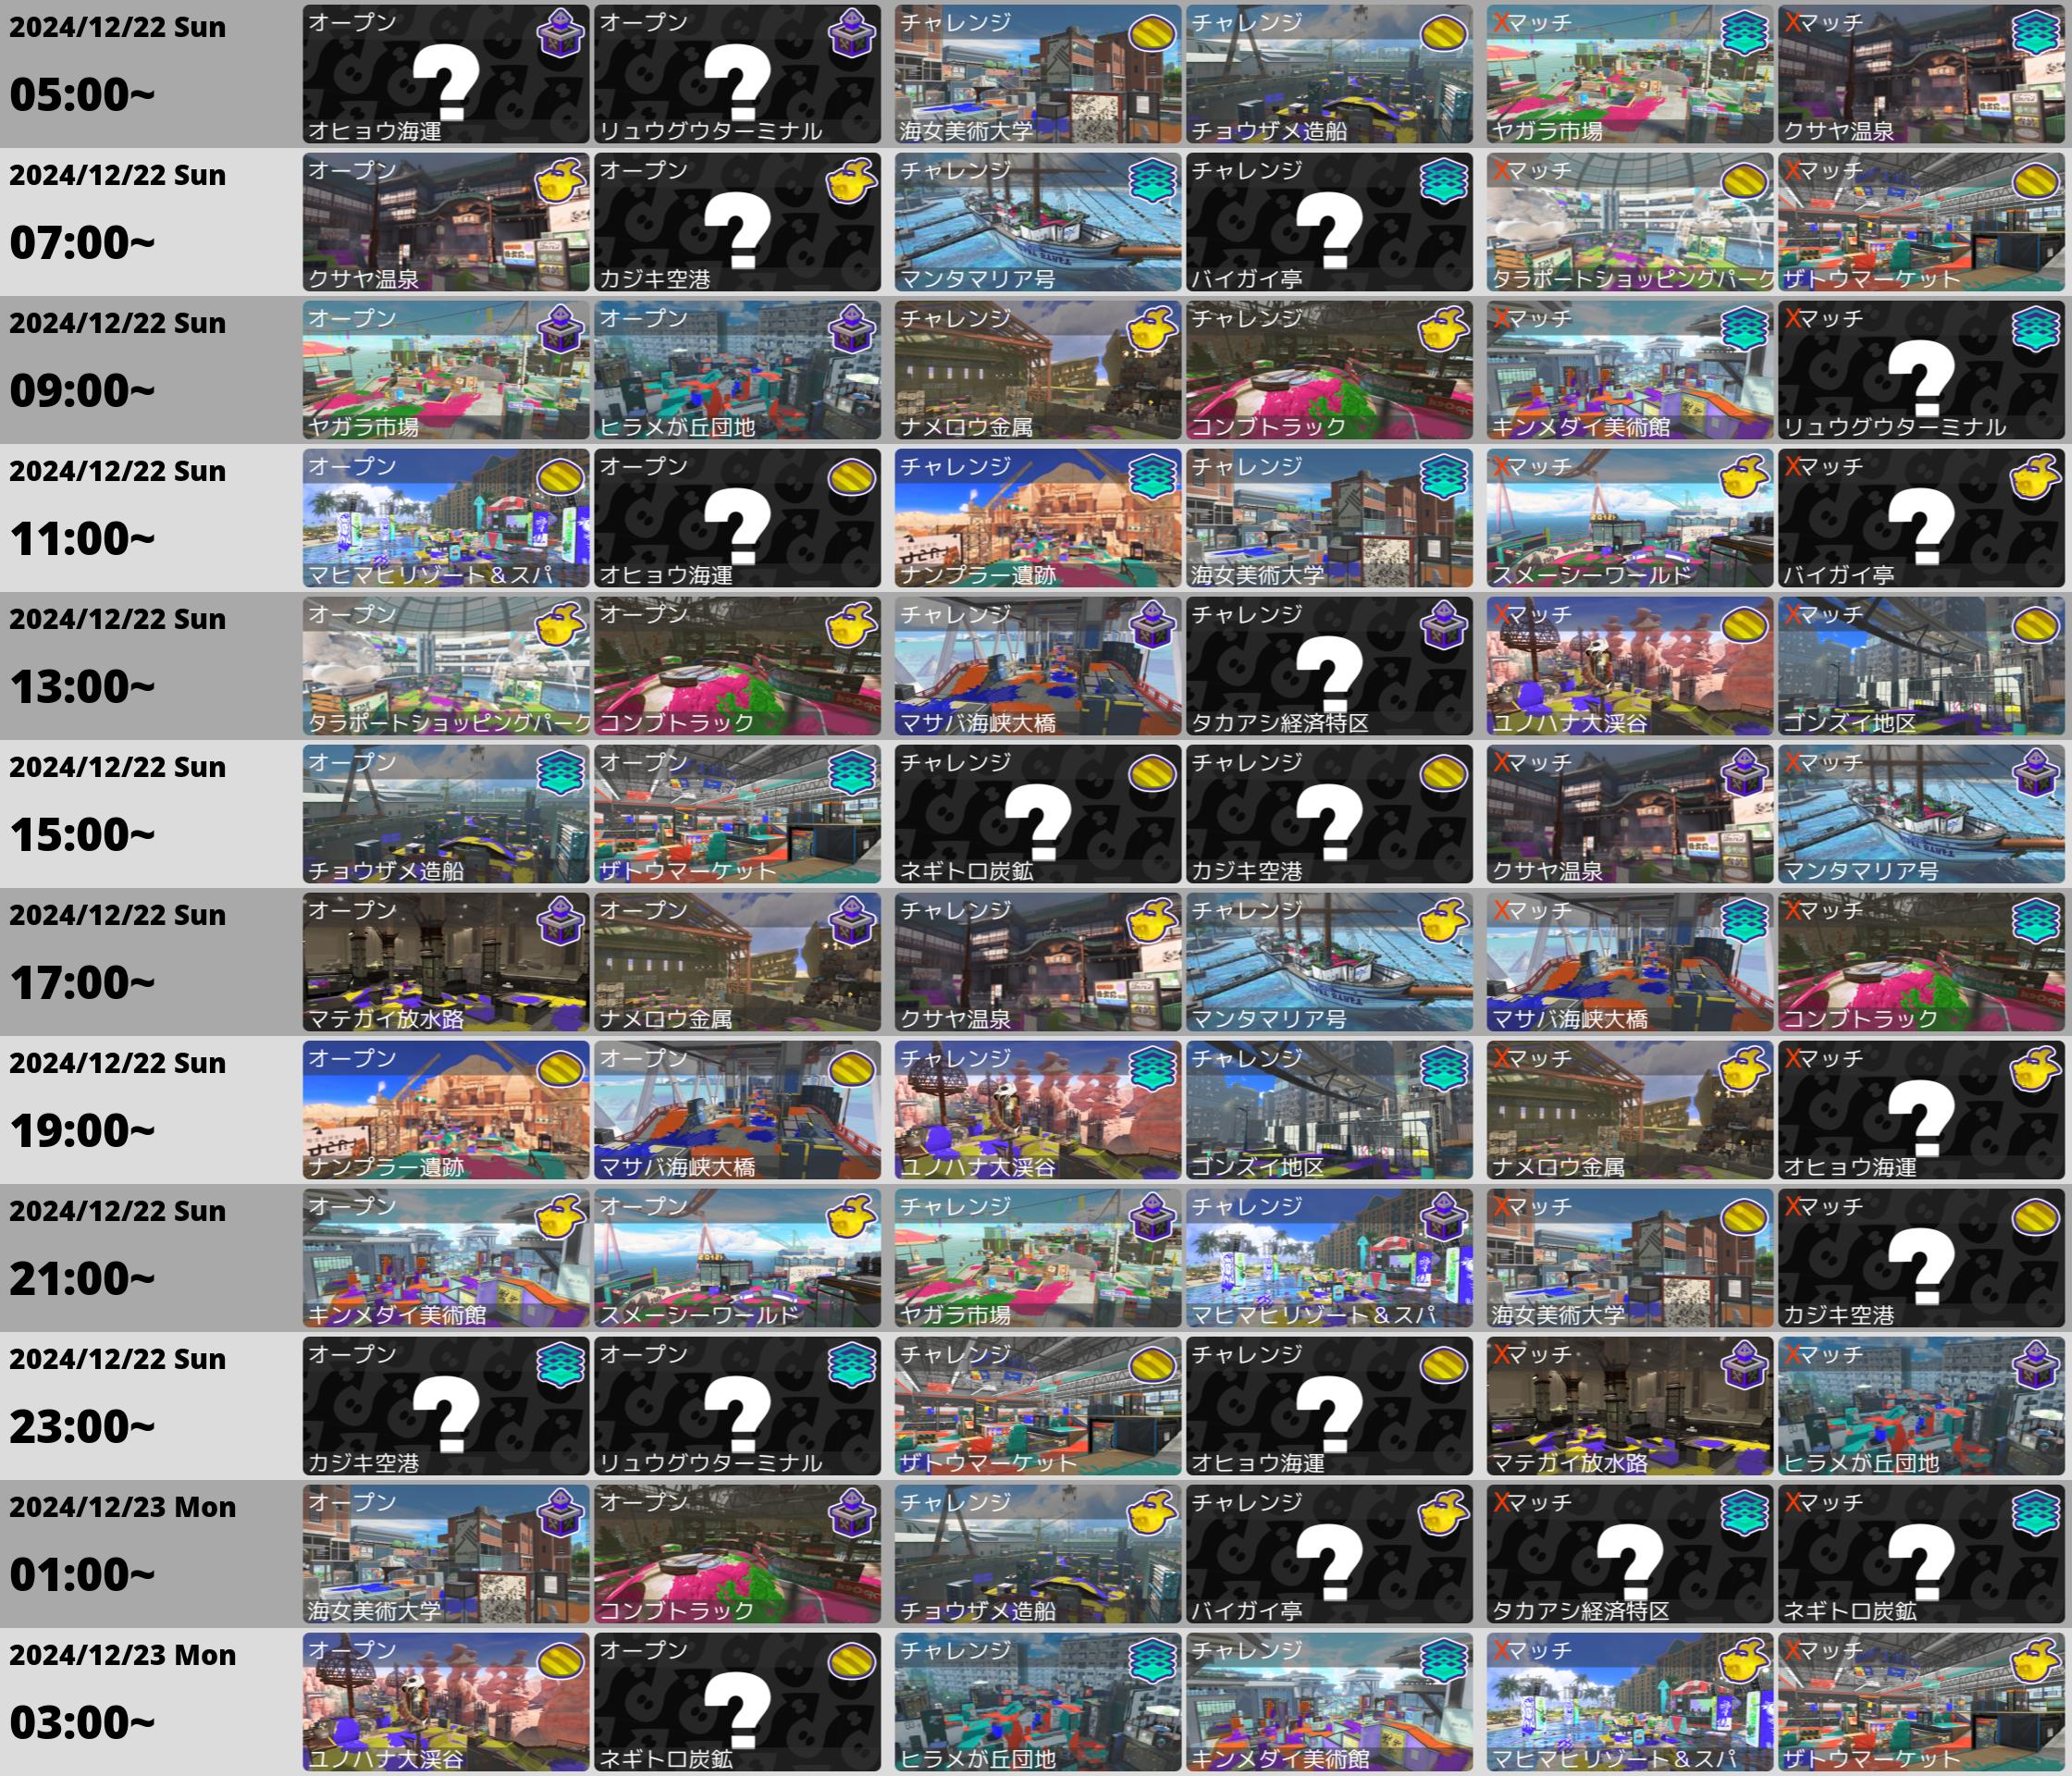 2024/12/22 Sun
05:00~
オープン オープン チャレンジ チャレンジ Xマッチ Xマッチ
オヒョウ海運 リュウグウターミナル 海女美術大学 チョウザメ造船 ヤガラ市場 クサヤ温泉
2024/12/22 Sun
07:00~
オープン オープン チャレンジ チャレンジ Xマッチ Xマッチ
クサヤ温泉 カジキ空港 マンタマリア号 バイガイ亭 タラポートショッピングパーク ザトウマーケット
2024/12/22 Sun
09:00~
オープン オープン チャレンジ チャレンジ Xマッチ Xマッチ
ヤガラ市場 ヒラメが丘団地 ナメロウ金属 コンブトラック キンメダイ美術館 リュウグウターミナル
2024/12/22 Sun
11:00~
オープン オープン チャレンジ チャレンジ Xマッチ Xマッチ
マヒマヒリゾート&スパ オヒョウ海運 ナンプラー遺跡 海女美術大学 スメーシーワールド バイガイ亭
2024/12/22 Sun
13:00~
オープン オープン チャレンジ チャレンジ Xマッチ Xマッチ
タラポートショッピングパーク コンブトラック マサバ海峡大橋 タカアシ経済特区 ユノハナ大渓谷 ゴンズイ地区
2024/12/22 Sun
15:00~
オープン オープン チャレンジ チャレンジ Xマッチ Xマッチ
チョウザメ造船 ザトウマーケット ネギトロ炭鉱 カジキ空港 クサヤ温泉 マンタマリア号
2024/12/22 Sun
17:00~
オープン オープン チャレンジ チャレンジ Xマッチ Xマッチ
マテガイ放水路 ナメロウ金属 クサヤ温泉 マンタマリア号 マサバ海峡大橋 コンブトラック
2024/12/22 Sun
19:00~
オープン オープン チャレンジ チャレンジ Xマッチ Xマッチ
ナンプラー遺跡 マサバ海峡大橋 ユノハナ大渓谷 ゴンズイ地区 ナメロウ金属 オヒョウ海運
2024/12/22 Sun
21:00~
オープン オープン チャレンジ チャレンジ Xマッチ Xマッチ
キンメダイ美術館 スメーシーワールド ヤガラ市場 マヒマヒリゾート&スパ 海女美術大学 カジキ空港
2024/12/22 Sun
23:00~
オープン オープン チャレンジ チャレンジ Xマッチ Xマッチ
カジキ空港 リュウグウターミナル ザトウマーケット オヒョウ海運 マテガイ放水路 ヒラメが丘団地
2024/12/23 Mon
01:00~
オープン オープン チャレンジ チャレンジ Xマッチ Xマッチ
海女美術大学 コンブトラック チョウザメ造船 バイガイ亭 タカアシ経済特区 ネギトロ炭鉱
2024/12/23 Mon
03:00~
オープン オープン チャレンジ チャレンジ Xマッチ Xマッチ
ユノハナ大渓谷 ネギトロ炭鉱 ヒラメが丘団地 キンメダイ美術館 マヒマヒリゾート&スパ ザトウマーケット